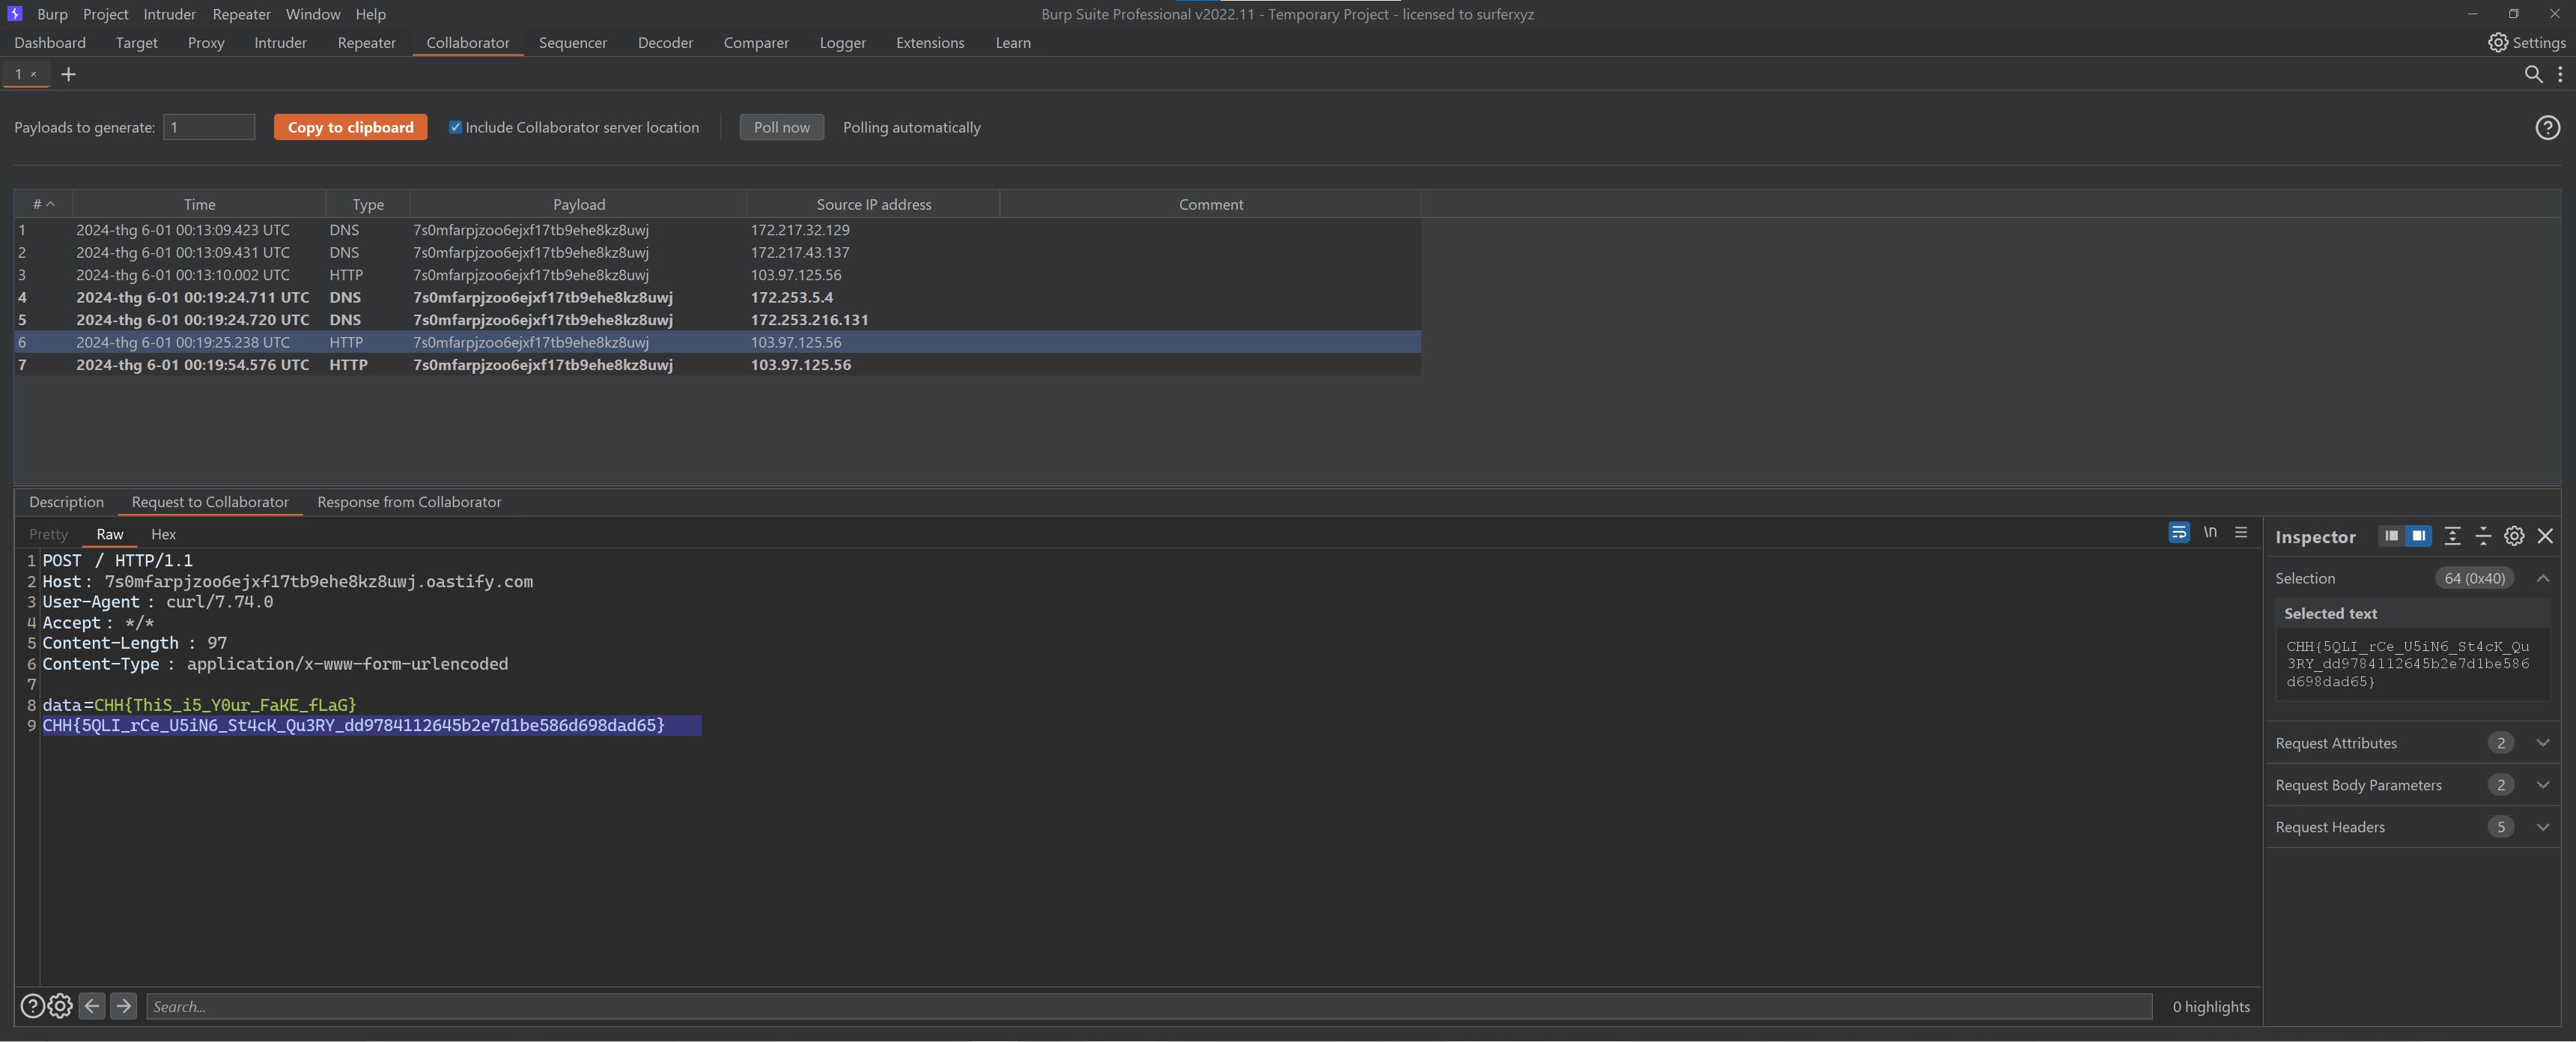 Burp Project Intruder Repeater Window Help
Burp Suite Professional v2022.11 - Temporary Project - licensed to surferxyz
Dashboard Target Proxy Intruder Repeater Collaborator Sequencer Decoder Comparer Logger Extensions Learn
Settings
1 × +
Payloads to generate: 1 Copy to clipboard Include Collaborator server location Poll now Polling automatically
# Time Type Payload Source IP address Comment
1 2024-thg 6-01 00:13:09.423 UTC DNS 7s0mfarpjzoo6ejxf17tb9ehe8kz8uwj 172.217.32.129
2 2024-thg 6-01 00:13:09.431 UTC DNS 7s0mfarpjzoo6ejxf17tb9ehe8kz8uwj 172.217.43.137
3 2024-thg 6-01 00:13:10.002 UTC HTTP 7s0mfarpjzoo6ejxf17tb9ehe8kz8uwj 103.97.125.56
4 2024-thg 6-01 00:19:24.711 UTC DNS 7s0mfarpjzoo6ejxf17tb9ehe8kz8uwj 172.253.5.4
5 2024-thg 6-01 00:19:24.720 UTC DNS 7s0mfarpjzoo6ejxf17tb9ehe8kz8uwj 172.253.216.131
6 2024-thg 6-01 00:19:25.238 UTC HTTP 7s0mfarpjzoo6ejxf17tb9ehe8kz8uwj 103.97.125.56
7 2024-thg 6-01 00:19:54.576 UTC HTTP 7s0mfarpjzoo6ejxf17tb9ehe8kz8uwj 103.97.125.56
Description Request to Collaborator Response from Collaborator
Pretty Raw Hex
\n
1 POST / HTTP/1.1
2 Host: 7s0mfarpjzoo6ejxf17tb9ehe8kz8uwj.oastify.com
3 User-Agent : curl/7.74.0
4 Accept : */*
5 Content-Length : 97
6 Content-Type : application/x-www-form-urlencoded
7
8 data=CHH{ThiS_i5_Y0ur_FaKE_fLaG}
9 CHH{5QLI_rCe_U5iN6_St4cK_Qu3RY_dd9784112645b2e7d1be586d698dad65}
Inspector
Selection 64 (0x40)
Selected text
CHH{5QLI_rCe_U5iN6_St4cK_Qu
3RY_dd9784112645b2e7d1be586
d698dad65}
Request Attributes 2
Request Body Parameters 2
Request Headers 5
Search...
0 highlights